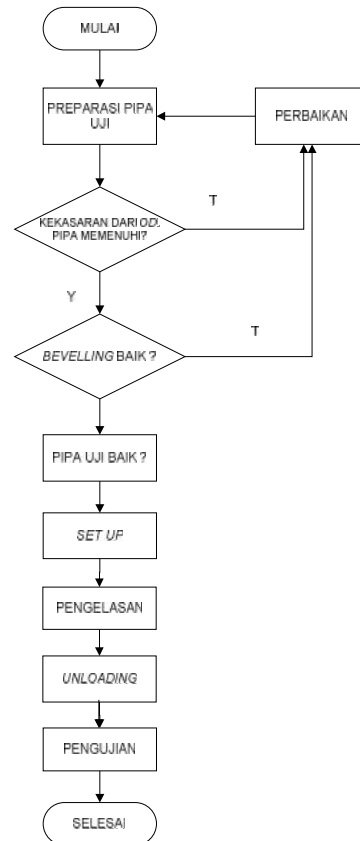 MULAI
PREPARASI PIPA
UJI
PERBAIKAN
KEKASARAN DARI OD.
PIPA MEMENUHI?
T
Y
BEVELLING BAIK ?
T
PIPA UJI BAIK ?
SET UP
PENGELASAN
UNLOADING
PENGUJIAN
SELESAI